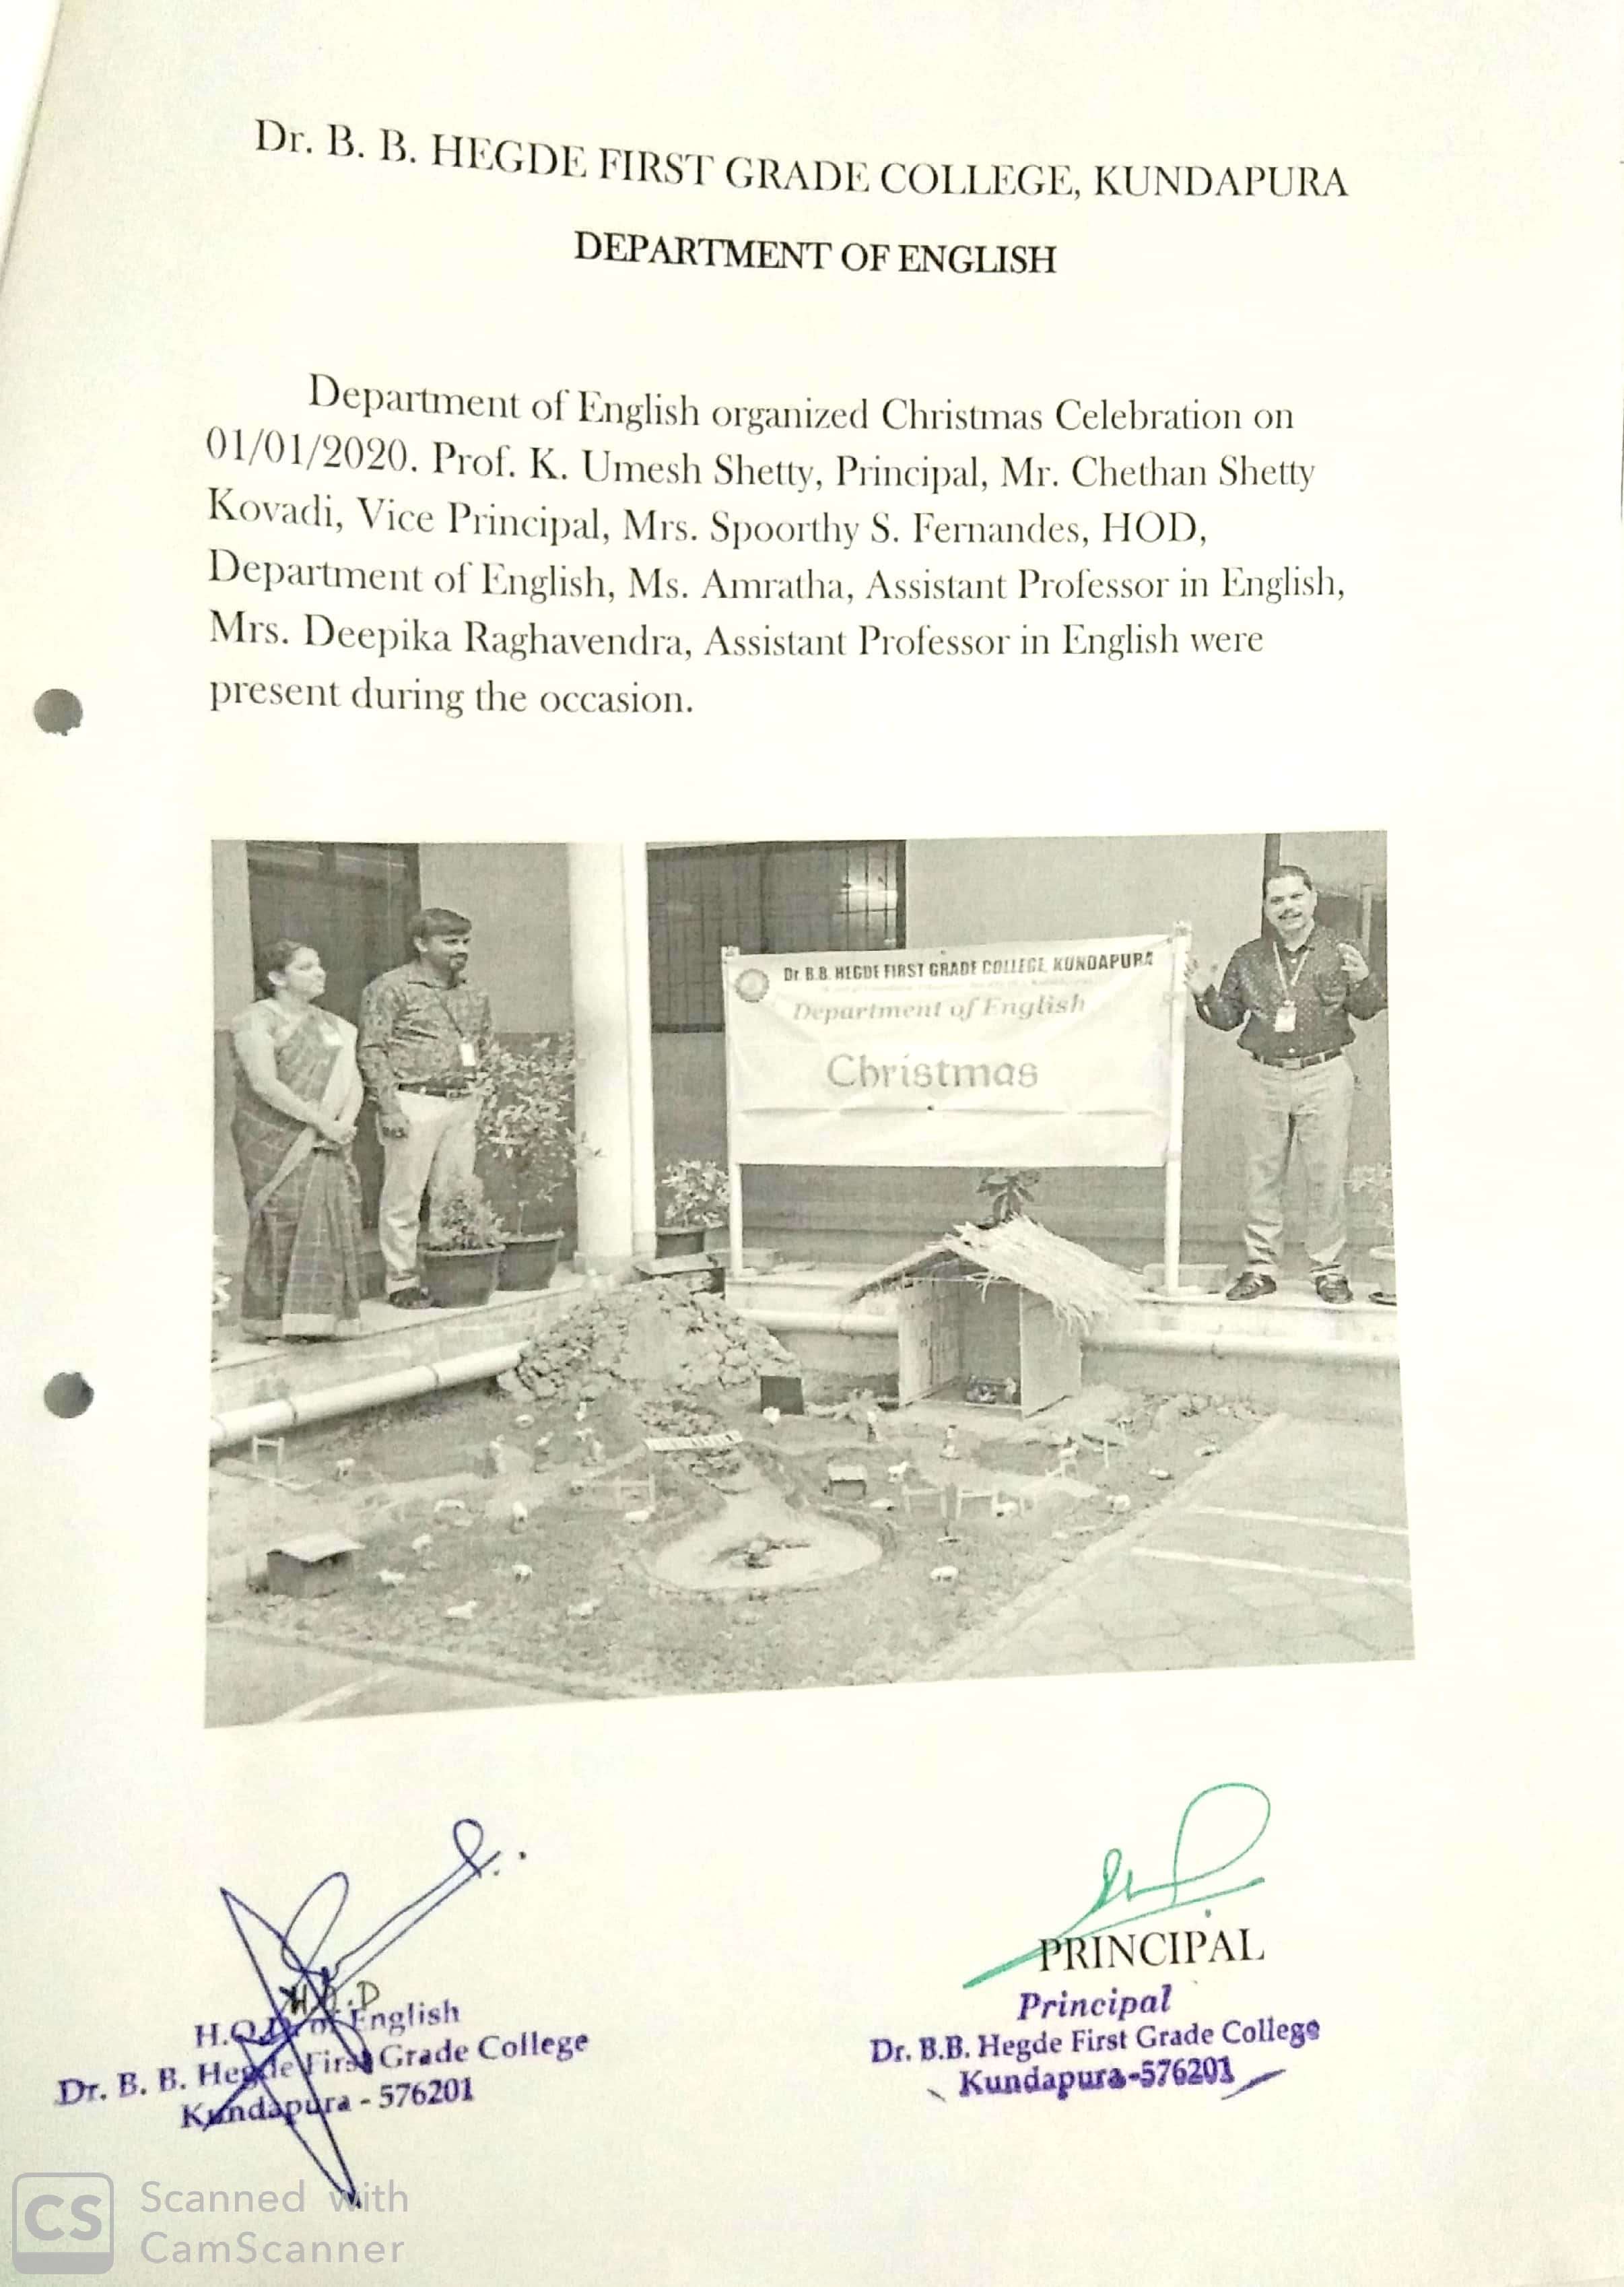 Dr. B. B. HEGDE FIRST GRADE COLLEGE, KUNDAPURA
DEPARTMENT OF ENGLISH
Department of English organized Christmas Celebration on
01/01/2020. Prof. K. Umesh Shetty, Principal, Mr. Chethan Shetty
Kovadi, Vice Principal, Mrs. Spoorthy S. Fernandes, HOD,
Department of English, Ms. Amratha, Assistant Professor in English,
Mrs. Deepika Raghavendra, Assistant Professor in English were
present during the occasion.
Dr B.B. HEGDE FIRST GRADE COLLEGE, KUNDAPURA
Department of English
Christmas
H.O.D
H.O.D. of English
Dr. B. B. Hegde First Grade College
Kundapura - 576201
PRINCIPAL
Principal
Dr. B.B. Hegde First Grade College
Kundapura-576201
CS
Scanned with
CamScanner